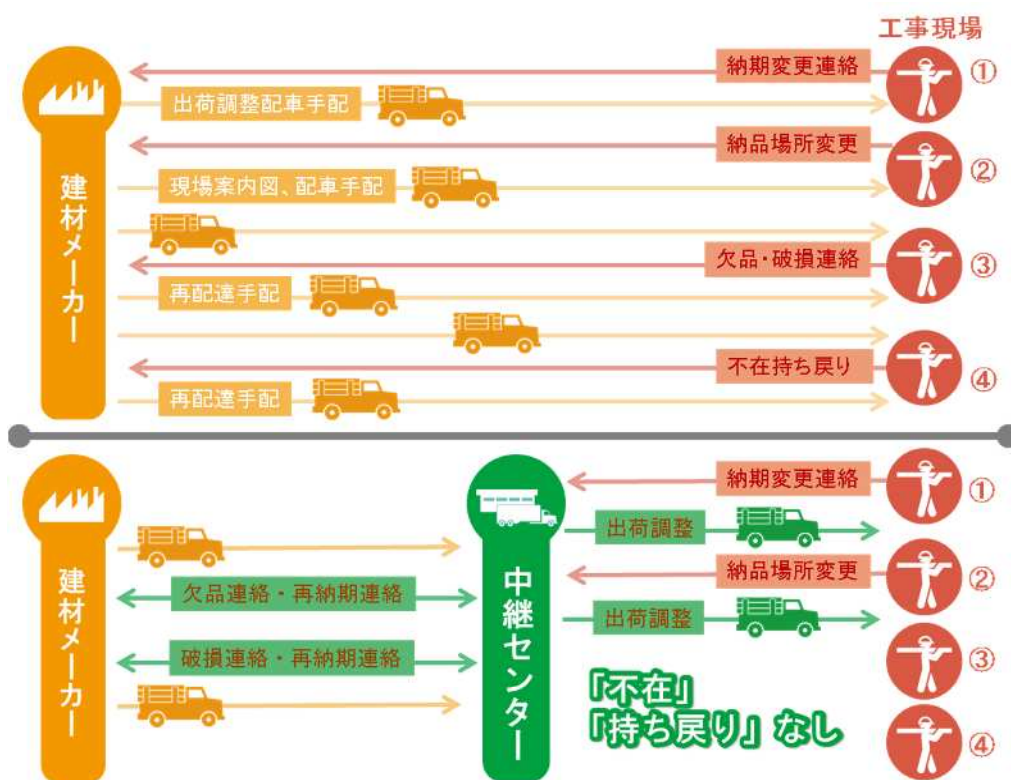 工事現場
建材メーカー
納期変更連絡
①
出荷調整配車手配
納品場所変更
②
現場案内図、配車手配
欠品・破損連絡
③
再配達手配
不在持ち戻り
④
再配達手配
建材メーカー
中継センター
納期変更連絡
①
出荷調整
納品場所変更
②
欠品連絡・再納期連絡
出荷調整
破損連絡・再納期連絡
③
「不在」
「持ち戻り」なし
④